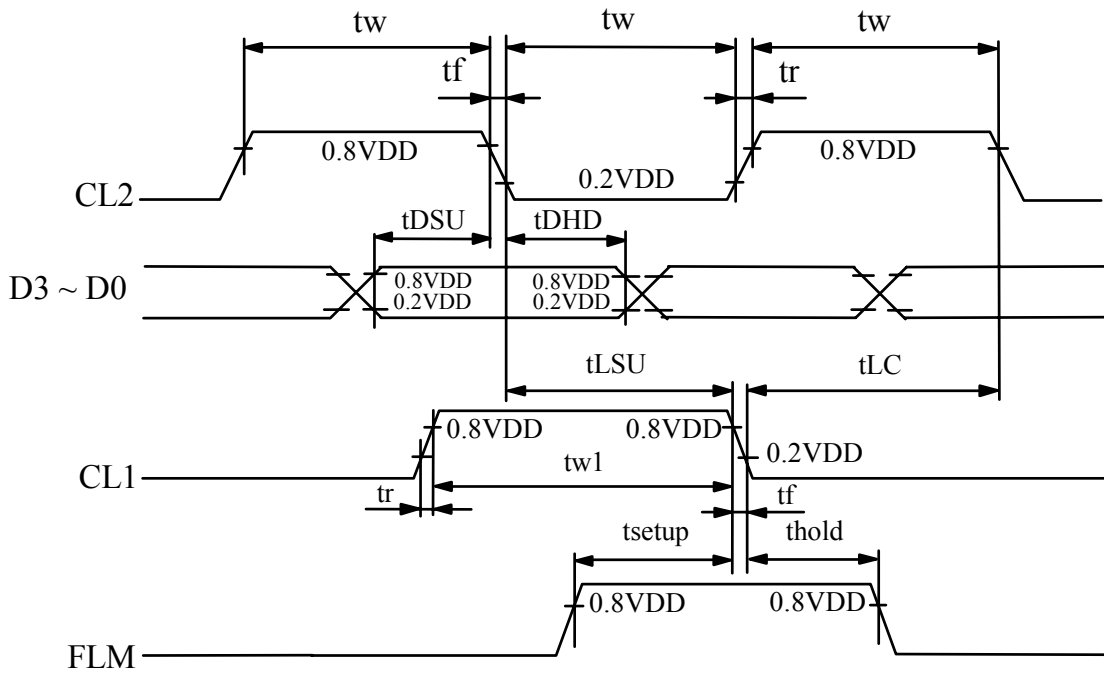 tw tw tw
tf tr
0.8VDD 0.8VDD
0.2VDD
CL2
tDSU tDHD
D3 ~ D0
0.8VDD 0.8VDD
0.2VDD 0.2VDD
tLSU tLC
0.8VDD 0.8VDD
0.2VDD
CL1
tw1
tr tf
tsetup thold
0.8VDD 0.8VDD
FLM